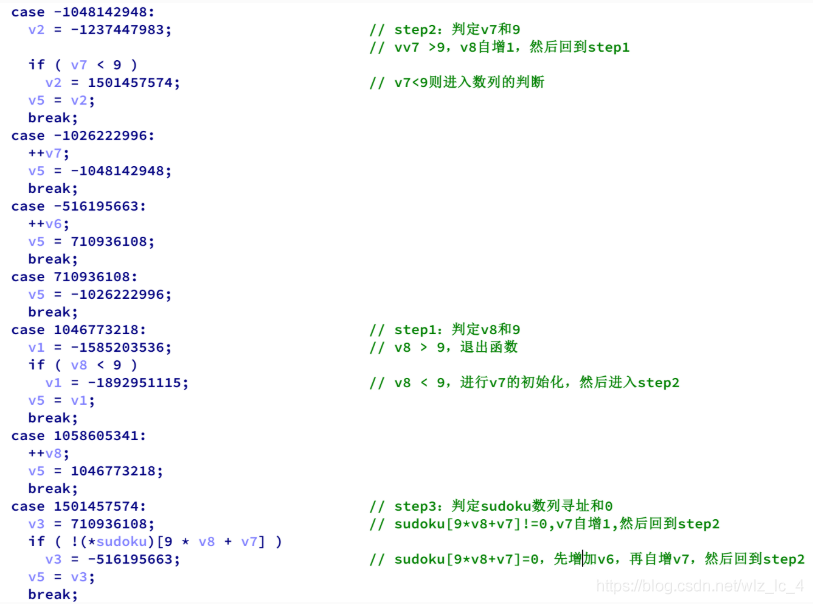 case -1048142948:
v2 = -1237447983; // step2：判定v7和9
// vv7 >9，v8自增1，然后回到step1
if ( v7 < 9 )
v2 = 1501457574; // v7<9则进入数列的判断
v5 = v2;
break;
case -1026222996:
++v7;
v5 = -1048142948;
break;
case -516195663:
++v6;
v5 = 710936108;
break;
case 710936108:
v5 = -1026222996;
break;
case 1046773218: // step1：判定v8和9
v1 = -1585203536; // v8 > 9，退出函数
if ( v8 < 9 )
v1 = -1892951115; // v8 < 9，进行v7的初始化，然后进入step2
v5 = v1;
break;
case 1058605341:
++v8;
v5 = 1046773218;
break;
case 1501457574: // step3：判定sudoku数列寻址和0
v3 = 710936108; // sudoku[9*v8+v7]!=0,v7自增1,然后回到step2
if ( !(*sudoku)[9 * v8 + v7] )
v3 = -516195663; // sudoku[9*v8+v7]=0，先增加v6，再自增v7，然后回到step2
v5 = v3;
break;
https://blog.csdn.net/wlz_lc_4